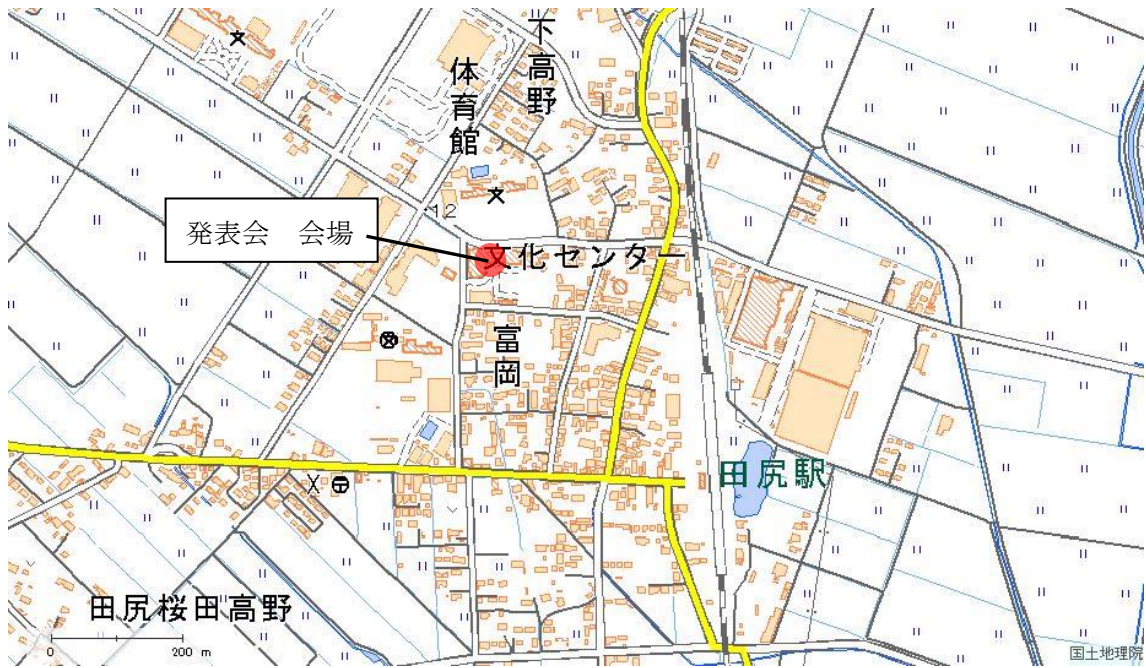 下高野
体育館
12
発表会　会場
文化センター
富岡
田尻駅
田尻桜田高野
0 200 m
国土地理院